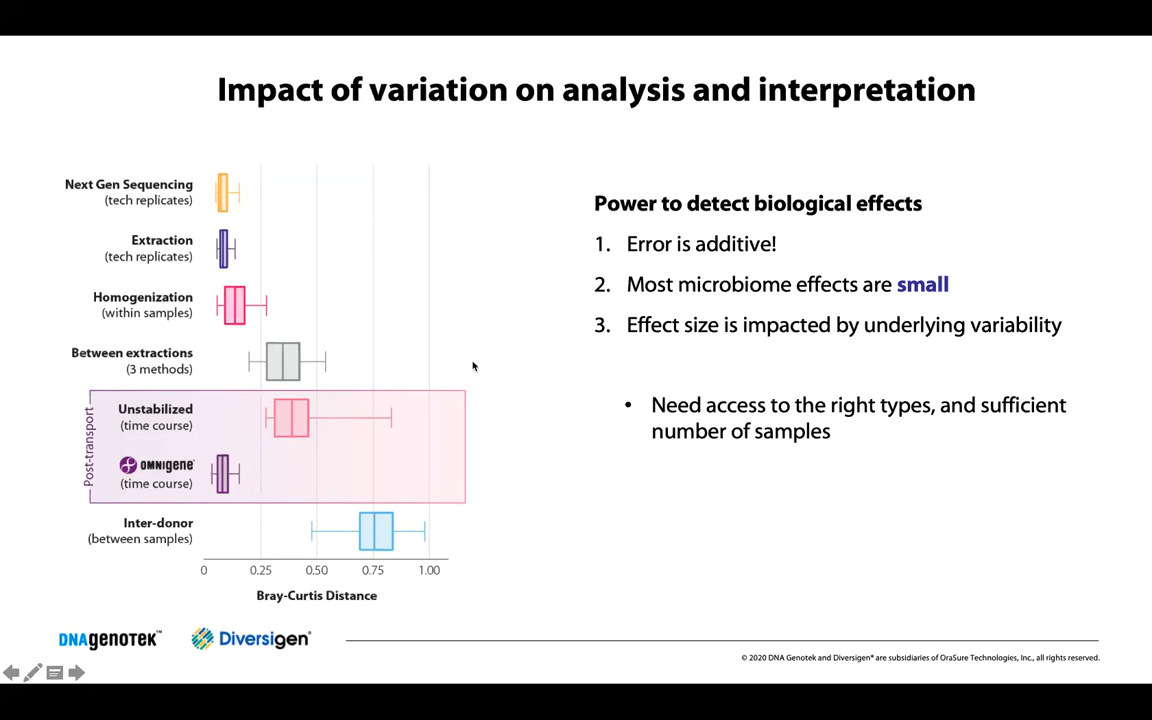 Impact of variation on analysis and interpretation
Next Gen Sequencing
(tech replicates)
Extraction
(tech replicates)
Homogenization
(within samples)
Between extractions
(3 methods)
Post-transport
Unstabilized
(time course)
OMNIgene
(time course)
Inter-donor
(between samples)
0 0.25 0.50 0.75 1.00
Bray-Curtis Distance
Power to detect biological effects
1. Error is additive!
2. Most microbiome effects are small
3. Effect size is impacted by underlying variability
• Need access to the right types, and sufficient
number of samples
DNAgenotek™
Diversigen®
© 2020 DNA Genotek and Diversigen® are subsidiaries of OraSure Technologies, Inc., all rights reserved.